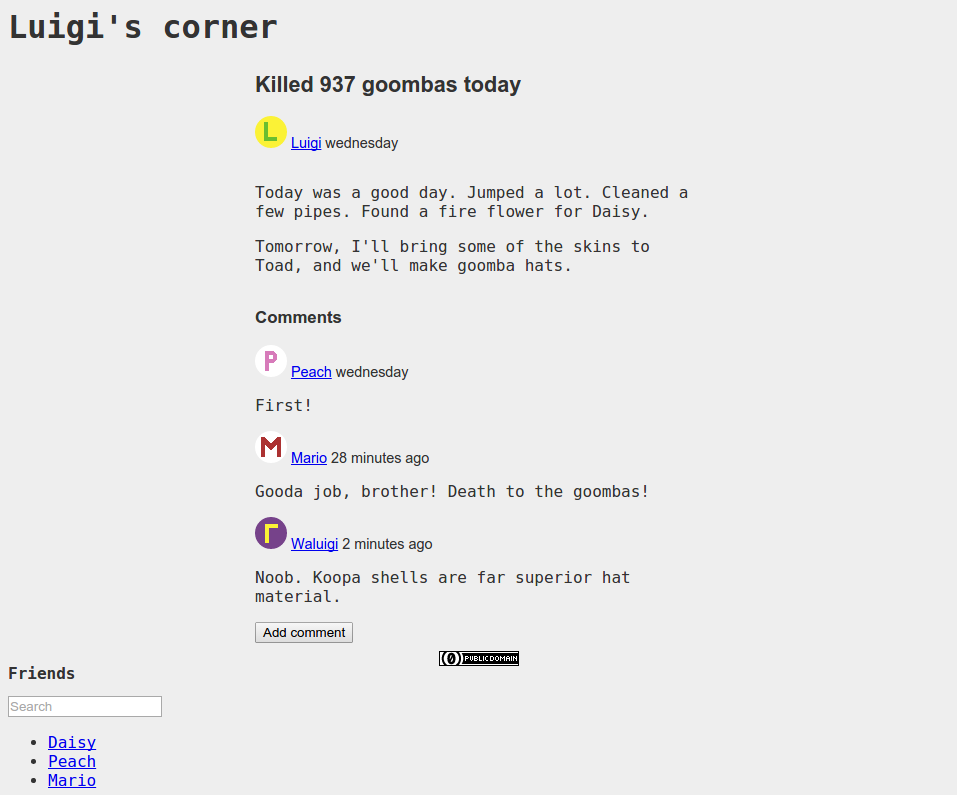 Luigi's corner
Killed 937 goombas today
L Luigi wednesday
Today was a good day. Jumped a lot. Cleaned a
few pipes. Found a fire flower for Daisy.
Tomorrow, I'll bring some of the skins to
Toad, and we'll make goomba hats.
Comments
P Peach wednesday
First!
M Mario 28 minutes ago
Gooda job, brother! Death to the goombas!
Γ Waluigi 2 minutes ago
Noob. Koopa shells are far superior hat
material.
Add comment
0 PUBLIC DOMAIN
Friends
Search
Daisy
Peach
Mario